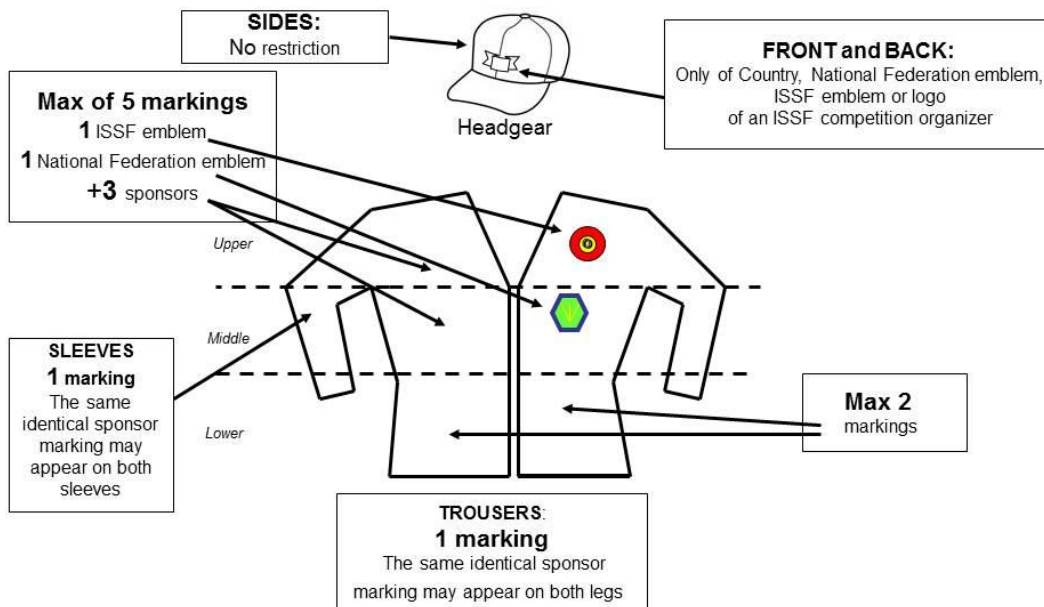 SIDES:
No restriction
FRONT and BACK:
Only of Country, National Federation emblem,
ISSF emblem or logo
of an ISSF competition organizer
Headgear
Max of 5 markings
1 ISSF emblem
1 National Federation emblem
+3 sponsors
Upper
Middle
Lower
SLEEVES
1 marking
The same
identical sponsor
marking may
appear on both
sleeves
Max 2
markings
TROUSERS:
1 marking
The same identical sponsor
marking may appear on both legs